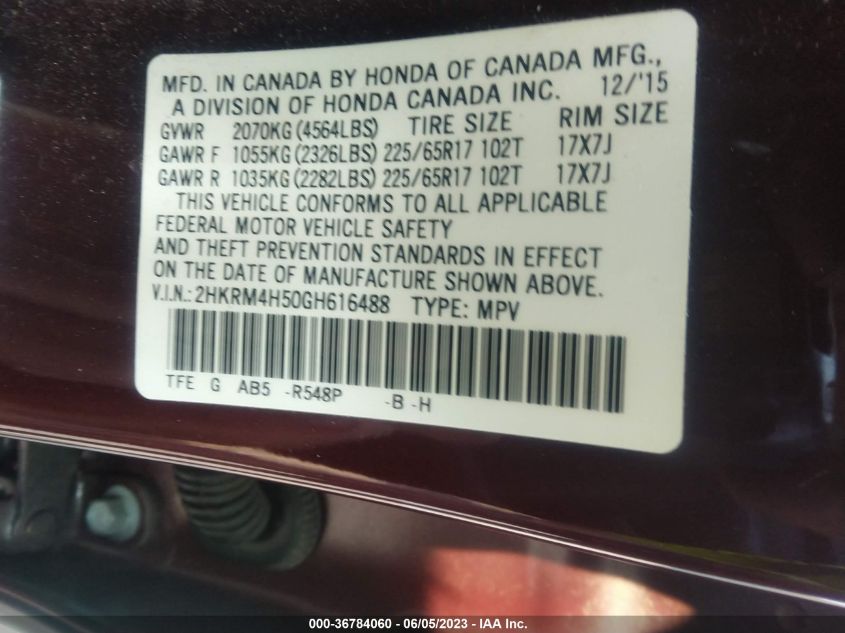 MFD. IN CANADA BY HONDA OF CANADA MFG.,
A DIVISION OF HONDA CANADA INC. 12/'15
GVWR 2070KG(4564LBS) TIRE SIZE RIM SIZE
GAWR F 1055KG(2326LBS) 225/65R17 102T 17X7J
GAWR R 1035KG(2282LBS) 225/65R17 102T 17X7J
THIS VEHICLE CONFORMS TO ALL APPLICABLE
FEDERAL MOTOR VEHICLE SAFETY
AND THEFT PREVENTION STANDARDS IN EFFECT
ON THE DATE OF MANUFACTURE SHOWN ABOVE.
V.I.N.: 2HKRM4H50GH616488 TYPE: MPV
TFE G AB5 -R548P -B -H
000-36784060 - 06/05/2023 - IAA Inc.